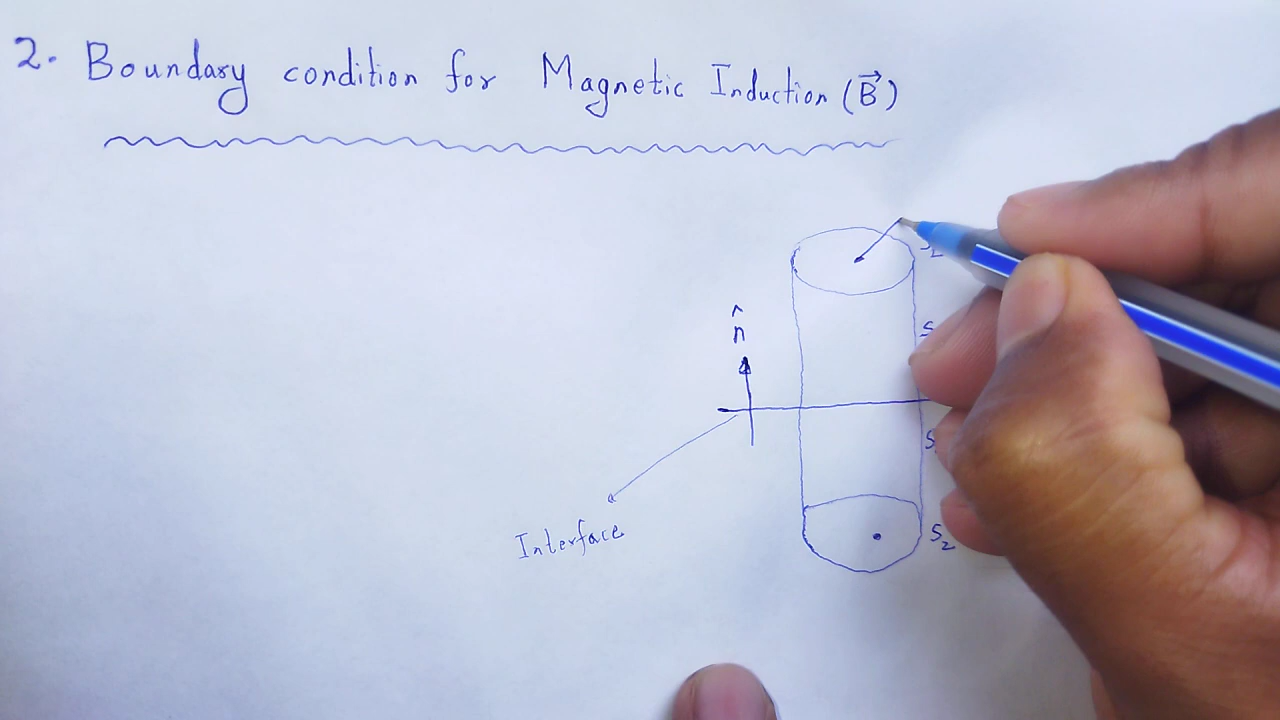 2. Boundary condition for Magnetic Induction (B⃗)
n̂
Interface
S₂